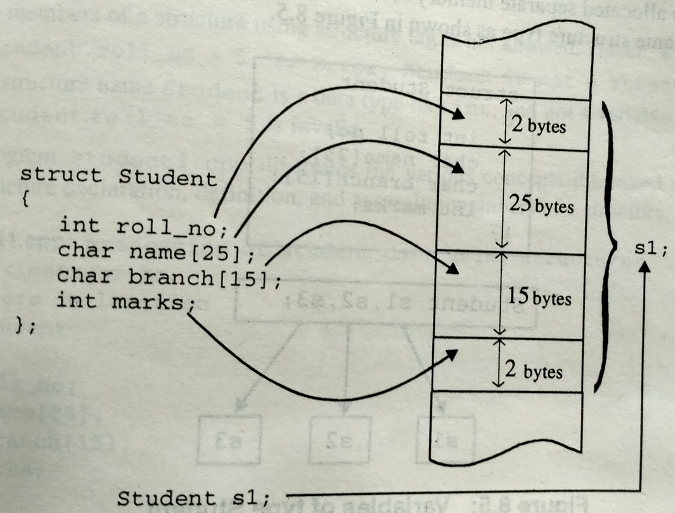 struct Student
{
int roll_no;
char name[25];
char branch[15];
int marks;
};
2 bytes
25 bytes
15 bytes
2 bytes
s1;
Student s1;